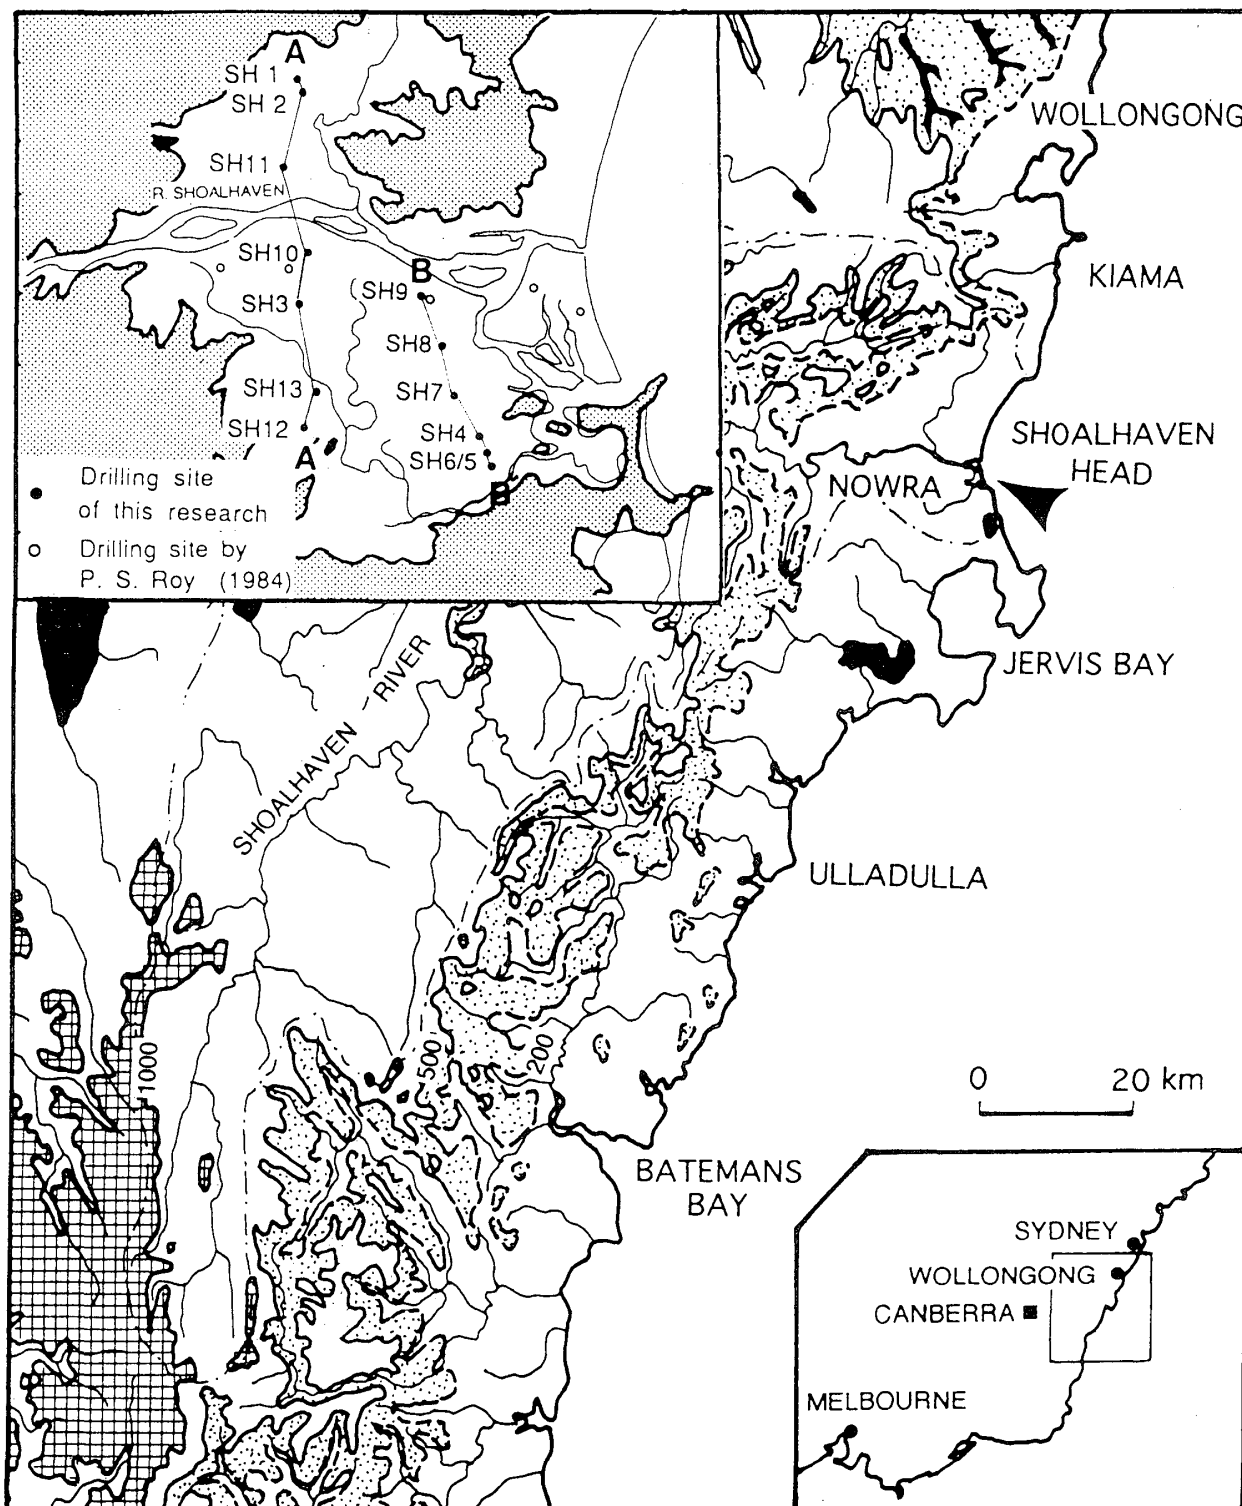 A
SH 1
SH 2
SH11
R. SHOALHAVEN
SH10
B
SH9
SH3
SH8
SH7
SH13
SH12
SH4
A'
SH6/5
B
Drilling site
of this research
Drilling site by
P. S. Roy (1984)
WOLLONGONG
KIAMA
SHOALHAVEN
HEAD
NOWRA
JERVIS BAY
SHOALHAVEN RIVER
ULLADULLA
1000
500
200
0 20 km
BATEMANS
BAY
SYDNEY
WOLLONGONG
CANBERRA
MELBOURNE